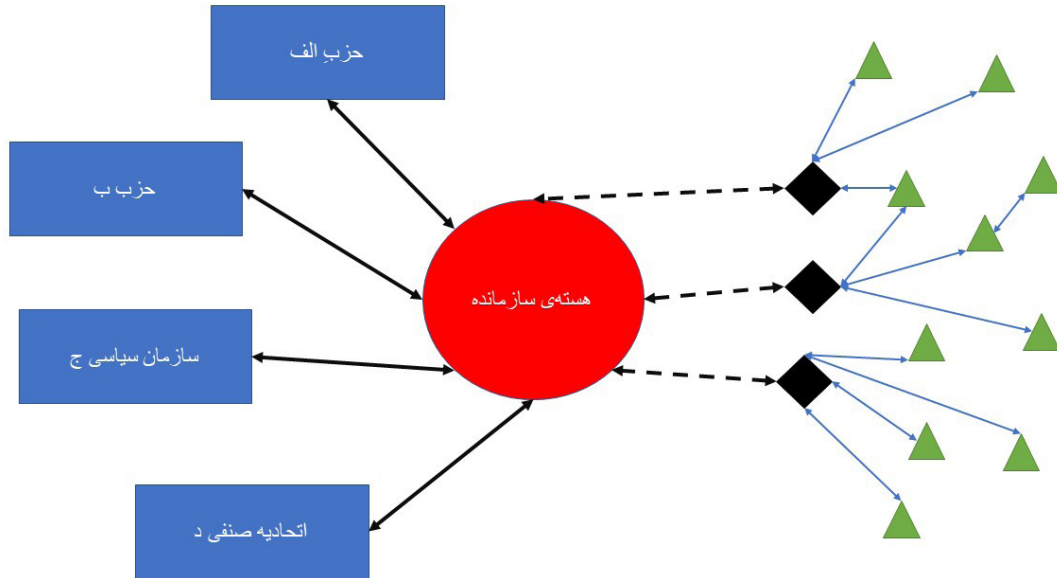 حزبِ الف
حزب ب
هسته‌ی سازمانده
سازمان سیاسی ج
اتحادیه صنفی د